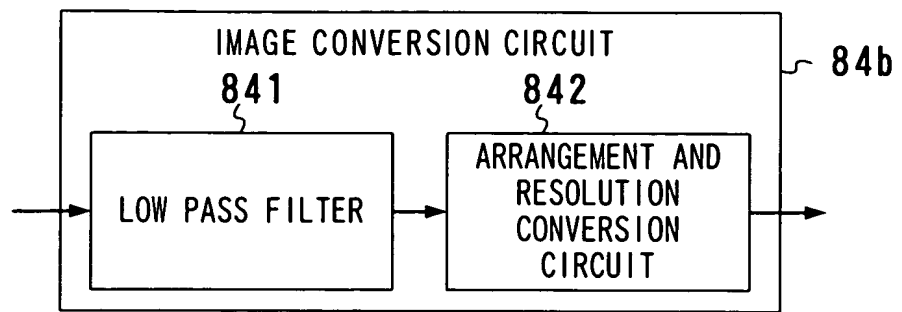 IMAGE CONVERSION CIRCUIT
84b
841
842
LOW PASS FILTER
ARRANGEMENT AND
RESOLUTION
CONVERSION
CIRCUIT